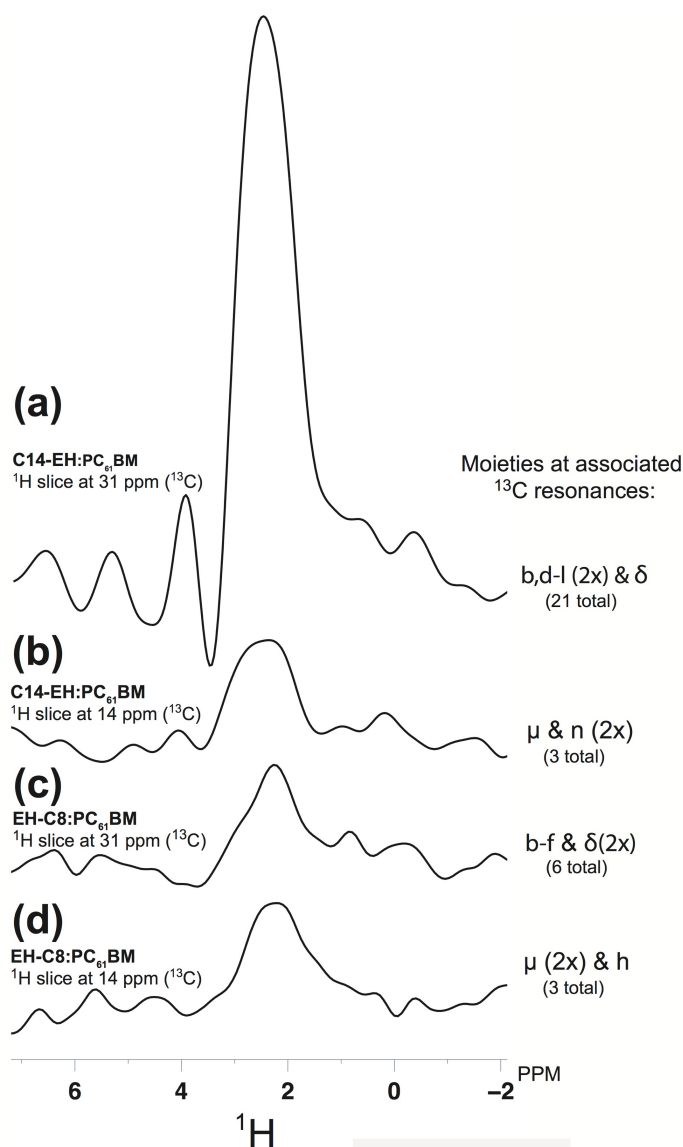 (a)
C14-EH:PC₆₁BM
¹H slice at 31 ppm (¹³C)
Moieties at associated
¹³C resonances:
b,d-l (2x) & δ
(21 total)
(b)
C14-EH:PC₆₁BM
¹H slice at 14 ppm (¹³C)
μ & n (2x)
(3 total)
(c)
EH-C8:PC₆₁BM
¹H slice at 31 ppm (¹³C)
b-f & δ(2x)
(6 total)
(d)
EH-C8:PC₆₁BM
¹H slice at 14 ppm (¹³C)
μ (2x) & h
(3 total)
6 4 2 0 −2 PPM
¹H